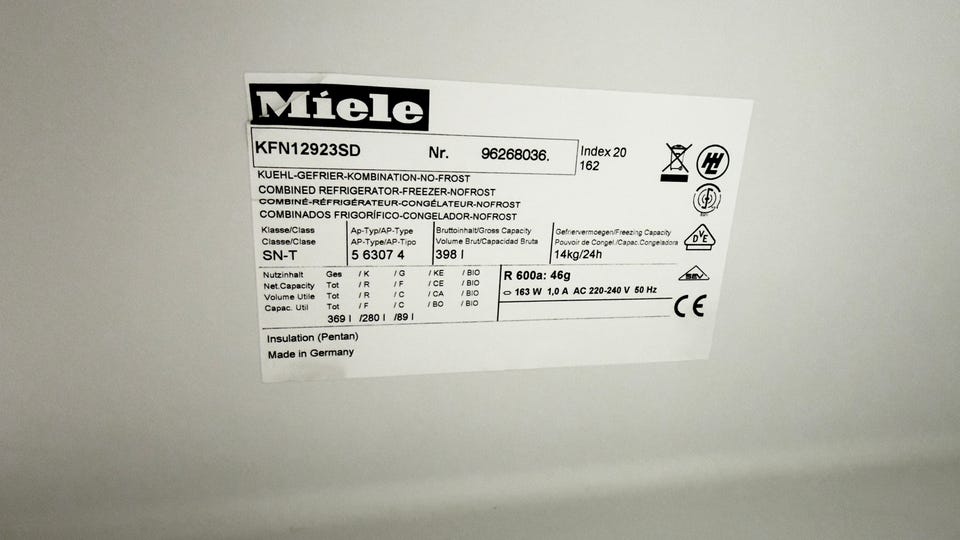 Miele
KFN12923SD Nr. 96268036. Index 20
162
KUEHL-GEFRIER-KOMBINATION-NO-FROST
COMBINED REFRIGERATOR-FREEZER-NOFROST
COMBINÉ-RÉFRIGÉRATEUR-CONGÉLATEUR-NOFROST
COMBINADOS FRIGORÍFICO-CONGELADOR-NOFROST
Klasse/Class Ap-Typ/AP-Type Bruttoinhalt/Gross Capacity Gefriervermoegen/Freezing Capacity
Classe/Clase AP-Type/AP-Tipo Volume Brut/Capacidad Bruta Pouvoir de Congel./Capac.Congeladora
SN-T 5 6307 4 398 l 14kg/24h
Nutzinhalt Ges / K / G / KE / BIO
Net.Capacity Tot / R / F / CE / BIO
Volume Utile Tot / R / C / CA / BIO
Capac. Util Tot / F / C / BO / BIO
369 l /280 l /89 l
R 600a: 46g
163 W 1,0 A AC 220-240 V 50 Hz
Insulation (Pentan)
Made in Germany
DVE
SEV
CE